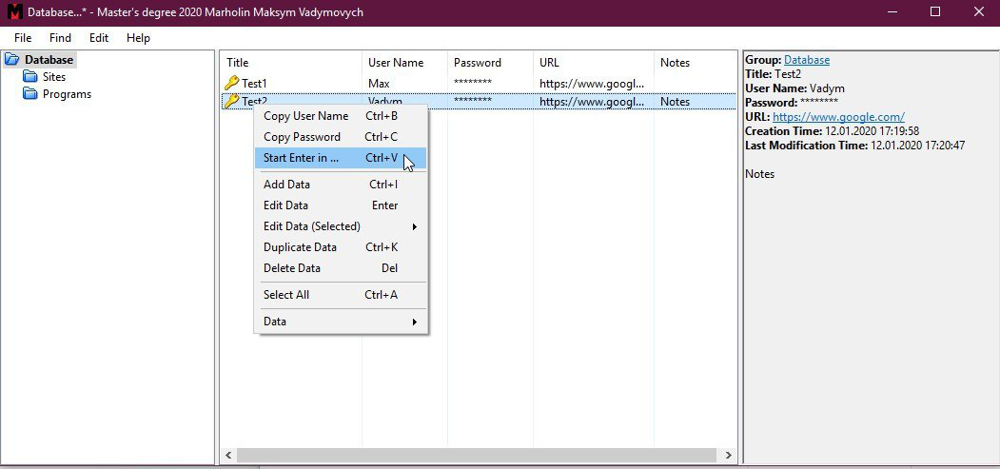 Database...* - Master's degree 2020 Marholin Maksym Vadymovych
File Find Edit Help
Database
Sites
Programs
Title User Name Password URL Notes
Test1 Max ******** https://www.googl...
Test2 Vadym ******** https://www.googl... Notes
Copy User Name Ctrl+B
Copy Password Ctrl+C
Start Enter in ... Ctrl+V
Add Data Ctrl+I
Edit Data Enter
Edit Data (Selected)
Duplicate Data Ctrl+K
Delete Data Del
Select All Ctrl+A
Data
Group: Database
Title: Test2
User Name: Vadym
Password: ********
URL: https://www.google.com/
Creation Time: 12.01.2020 17:19:58
Last Modification Time: 12.01.2020 17:20:47
Notes